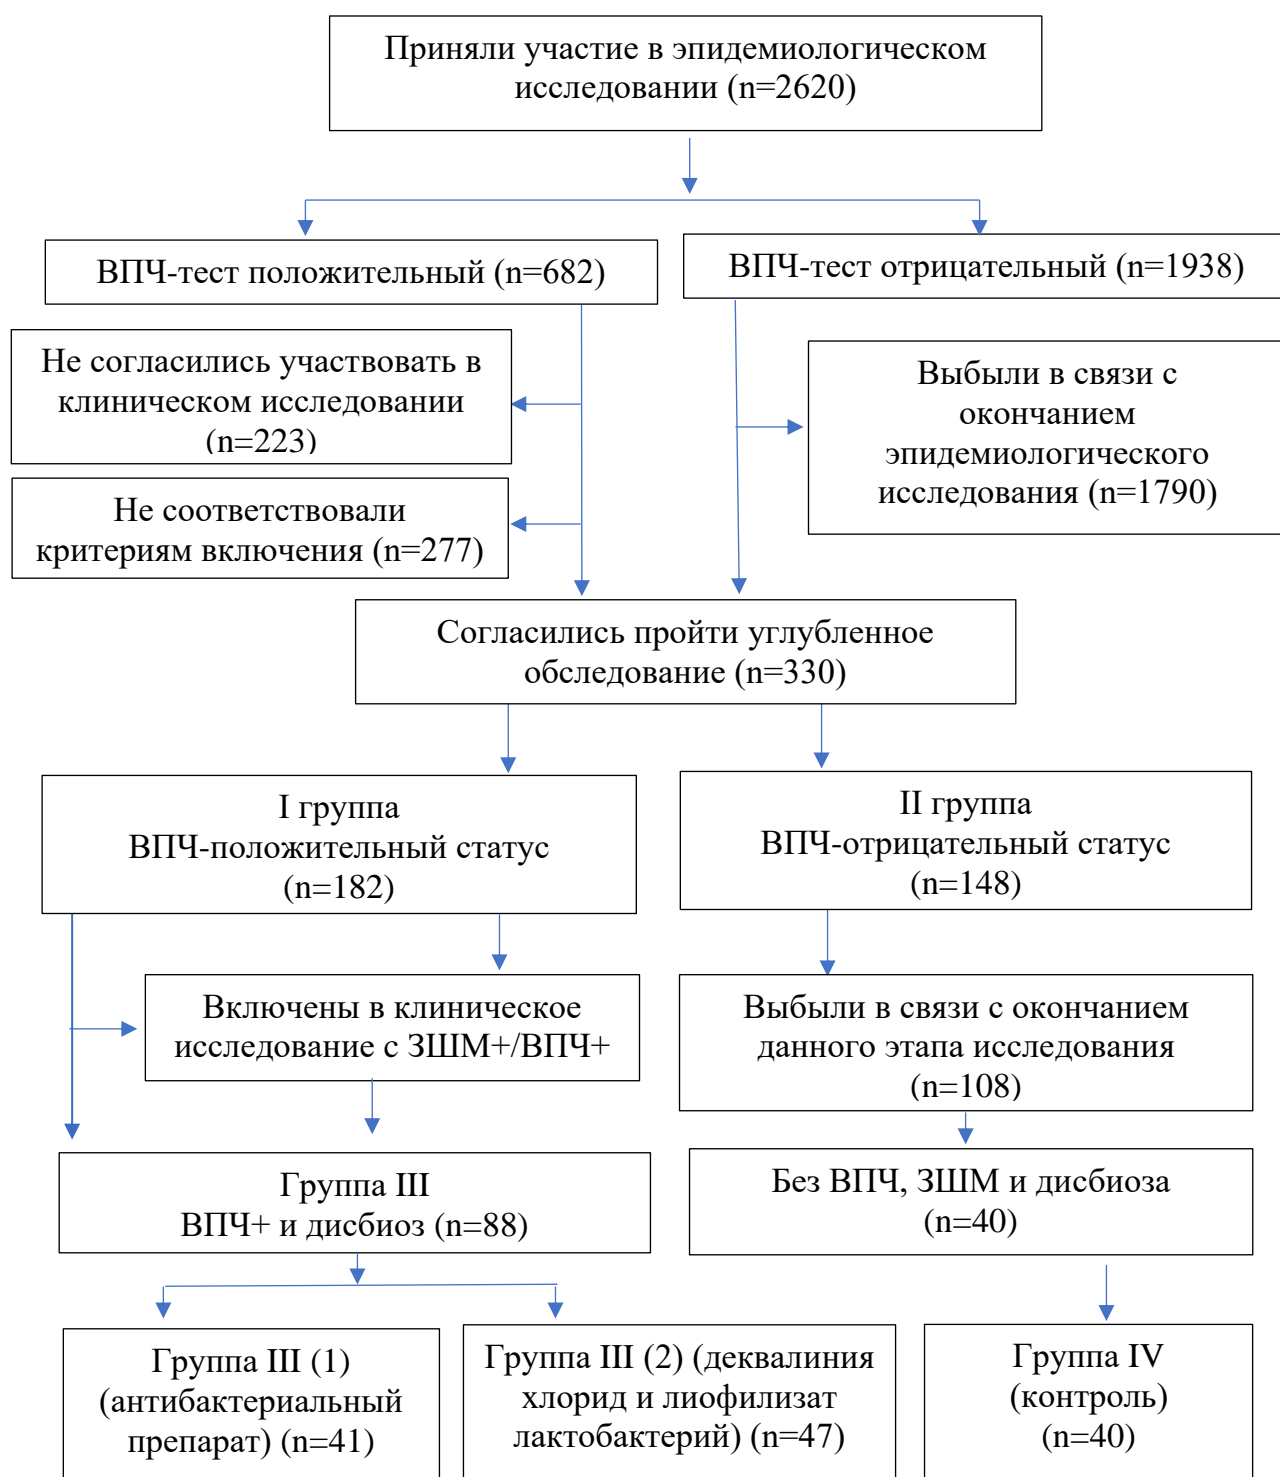 Приняли участие в эпидемиологическом
исследовании (n=2620)
ВПЧ-тест положительный (n=682)
ВПЧ-тест отрицательный (n=1938)
Не согласились участвовать в
клиническом исследовании
(n=223)
Выбыли в связи с
окончанием
эпидемиологического
исследования (n=1790)
Не соответствовали
критериям включения (n=277)
Согласились пройти углубленное
обследование (n=330)
I группа
ВПЧ-положительный статус
(n=182)
II группа
ВПЧ-отрицательный статус
(n=148)
Включены в клиническое
исследование с ЗШМ+/ВПЧ+
Выбыли в связи с окончанием
данного этапа исследования
(n=108)
Группа III
ВПЧ+ и дисбиоз (n=88)
Без ВПЧ, ЗШМ и дисбиоза
(n=40)
Группа III (1)
(антибактериальный
препарат) (n=41)
Группа III (2) (деквалиния
хлорид и лиофилизат
лактобактерий) (n=47)
Группа IV
(контроль)
(n=40)